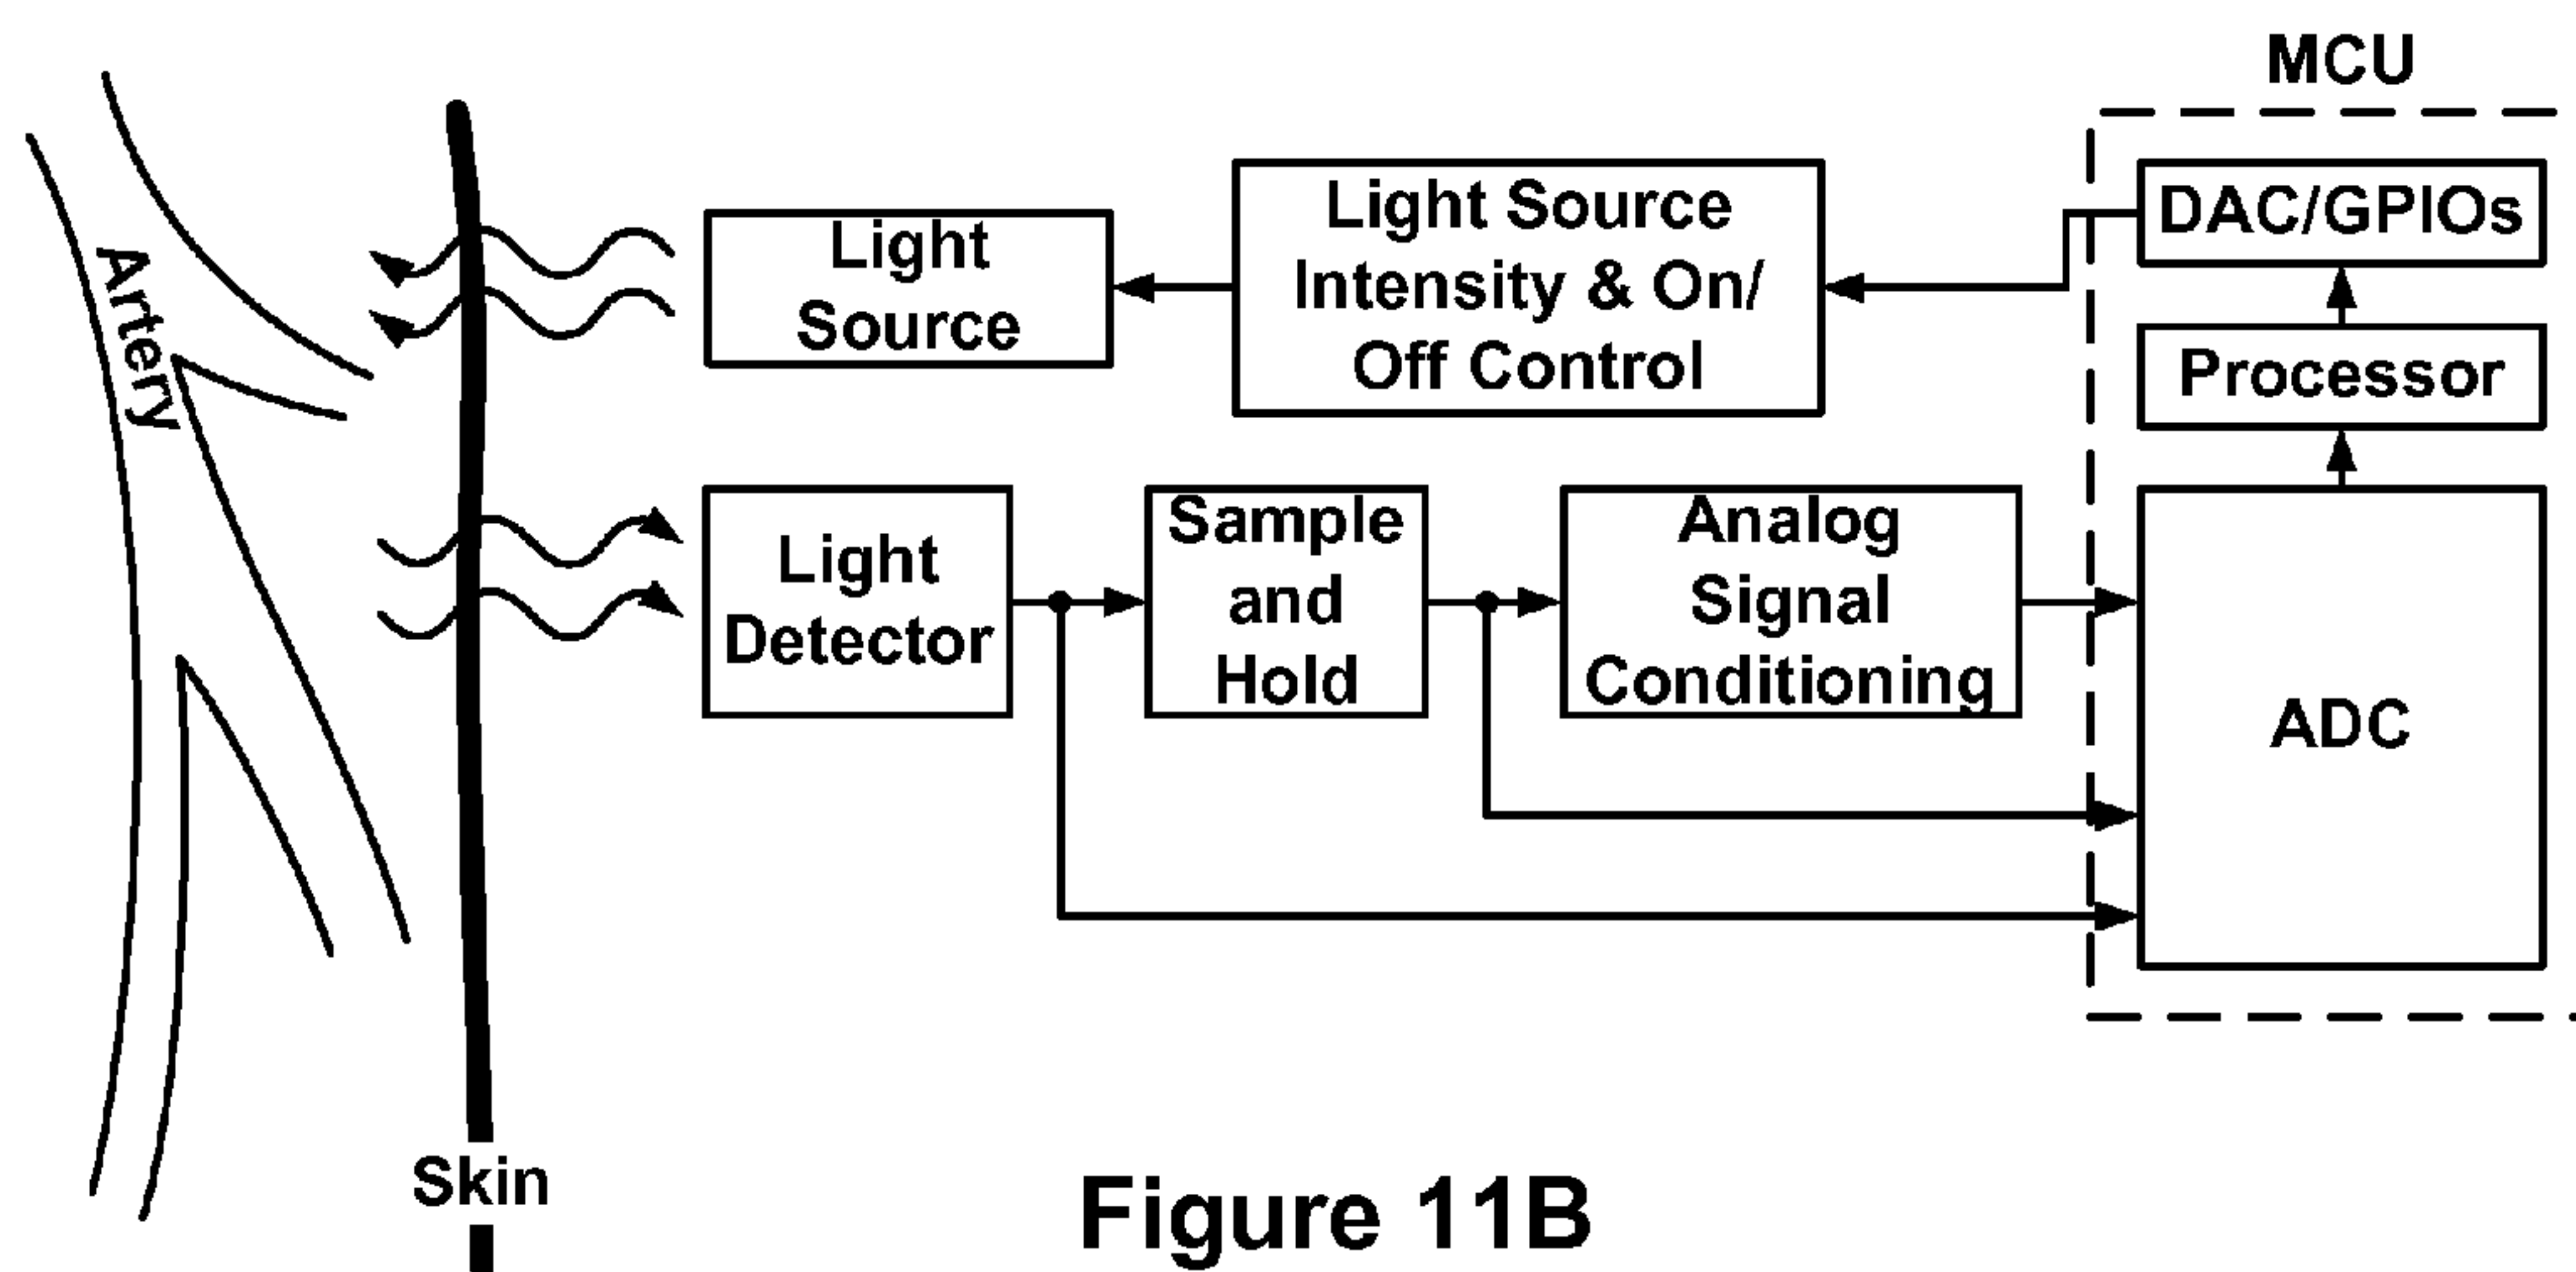 MCU
DAC/GPIOs
Light Source
Intensity & On/
Off Control
Light
Source
Artery
Processor
Light
Detector
Sample
and
Hold
Analog
Signal
Conditioning
ADC
Skin
Figure 11B